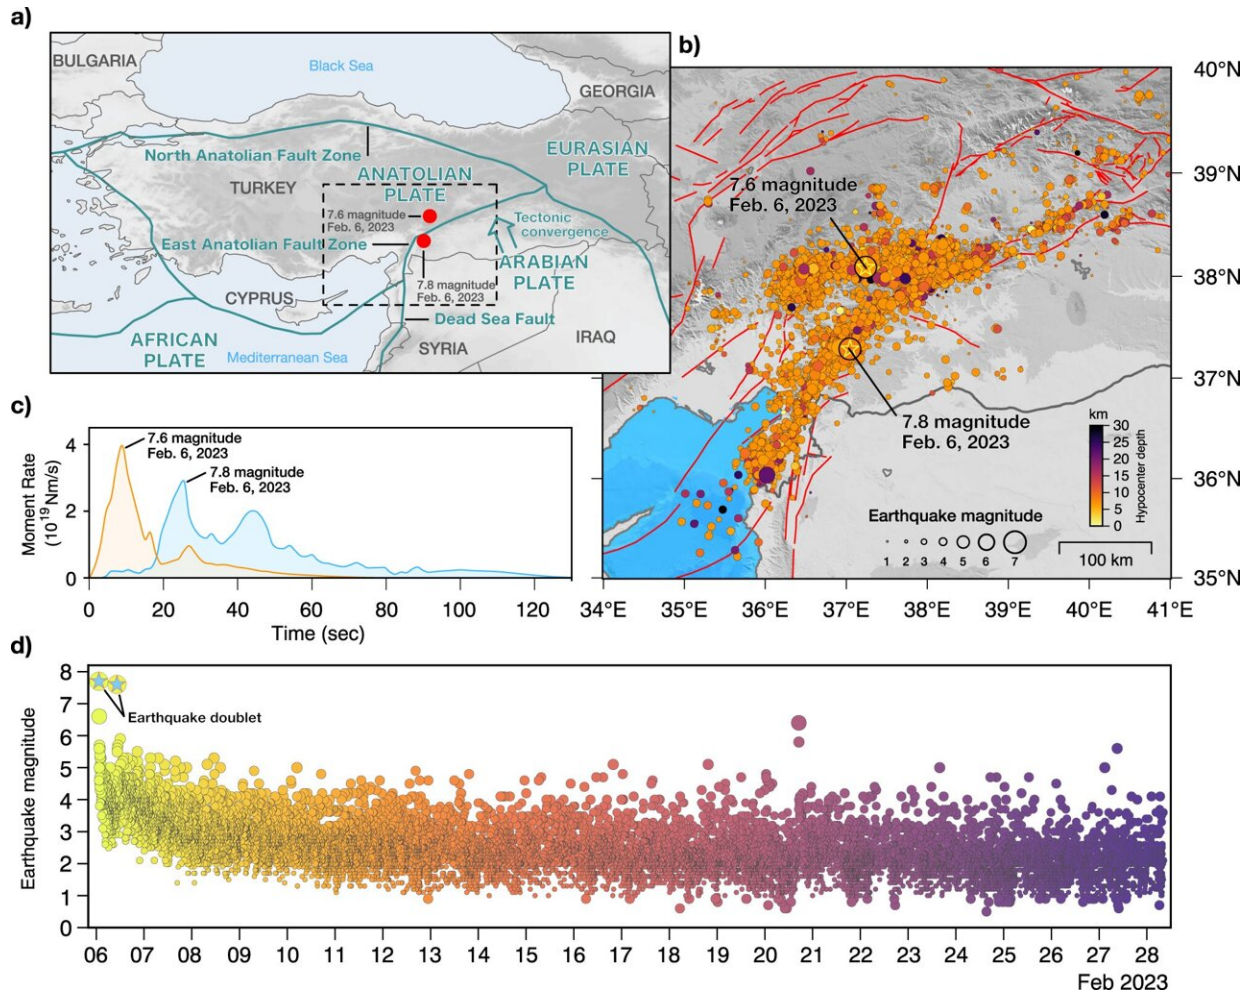 a)
BULGARIA
Black Sea
GEORGIA
North Anatolian Fault Zone
EURASIAN
PLATE
TURKEY
ANATOLIAN
PLATE
7.6 magnitude
Feb. 6, 2023
Tectonic
convergence
East Anatolian Fault Zone
ARABIAN
PLATE
7.8 magnitude
Feb. 6, 2023
CYPRUS
Dead Sea Fault
AFRICAN
PLATE
Mediterranean Sea
SYRIA
IRAQ
b)
40°N
39°N
38°N
37°N
36°N
35°N
7.6 magnitude
Feb. 6, 2023
7.8 magnitude
Feb. 6, 2023
km
30
25
20
15
10
5
0
Hypocenter depth
Earthquake magnitude
1 2 3 4 5 6 7
100 km
34°E 35°E 36°E 37°E 38°E 39°E 40°E 41°E
c)
Moment Rate
(10^19 Nm/s)
4
2
0
7.6 magnitude
Feb. 6, 2023
7.8 magnitude
Feb. 6, 2023
0 20 40 60 80 100 120
Time (sec)
d)
Earthquake magnitude
8
7
6
5
4
3
2
1
0
Earthquake doublet
06 07 08 09 10 11 12 13 14 15 16 17 18 19 20 21 22 23 24 25 26 27 28
Feb 2023